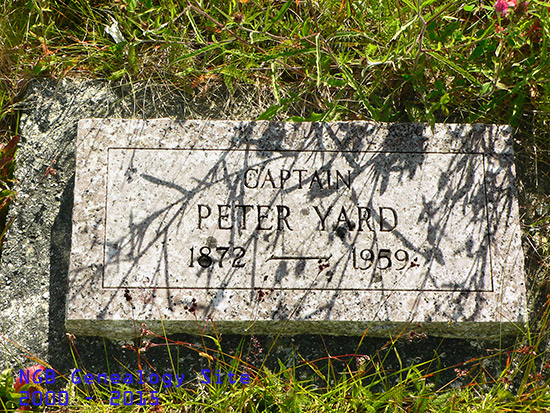 CAPTAIN
PETER YARD
1872 — 1959
NGB Genealogy Site
2000 - 2015